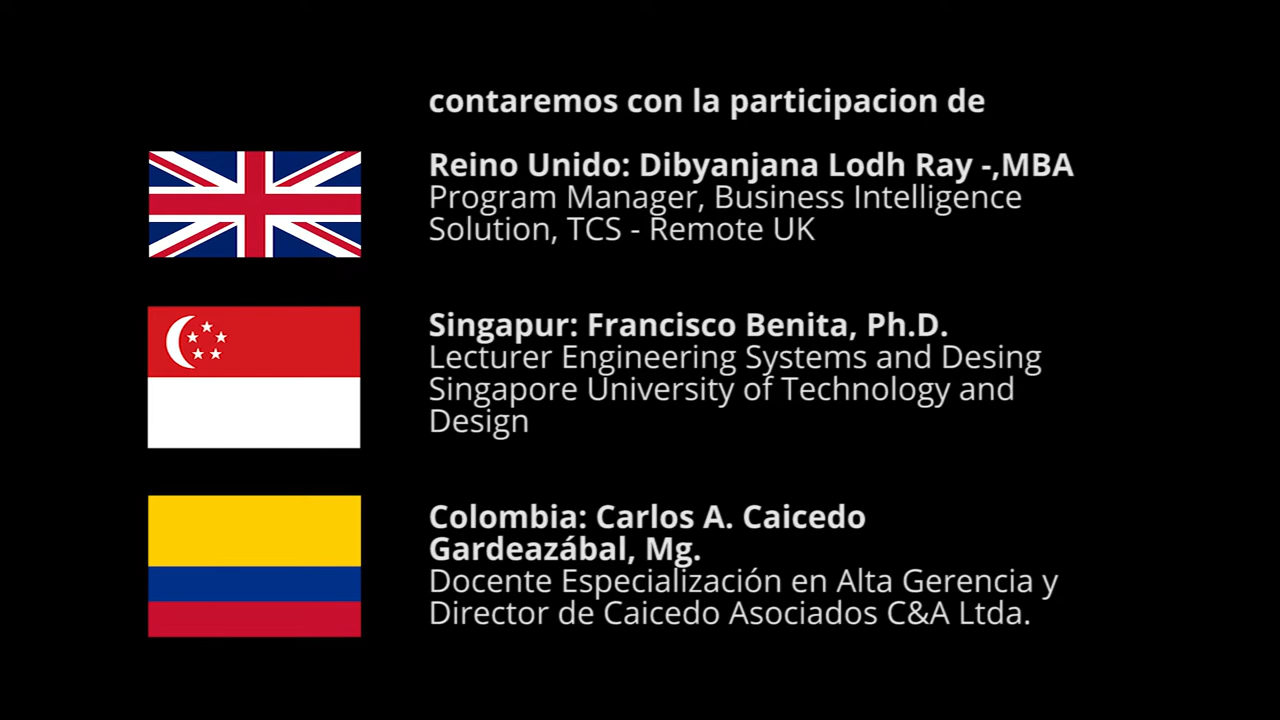 contaremos con la participacion de
Reino Unido: Dibyanjana Lodh Ray -,MBA
Program Manager, Business Intelligence
Solution, TCS - Remote UK
Singapur: Francisco Benita, Ph.D.
Lecturer Engineering Systems and Desing
Singapore University of Technology and
Design
Colombia: Carlos A. Caicedo
Gardeazábal, Mg.
Docente Especialización en Alta Gerencia y
Director de Caicedo Asociados C&A Ltda.